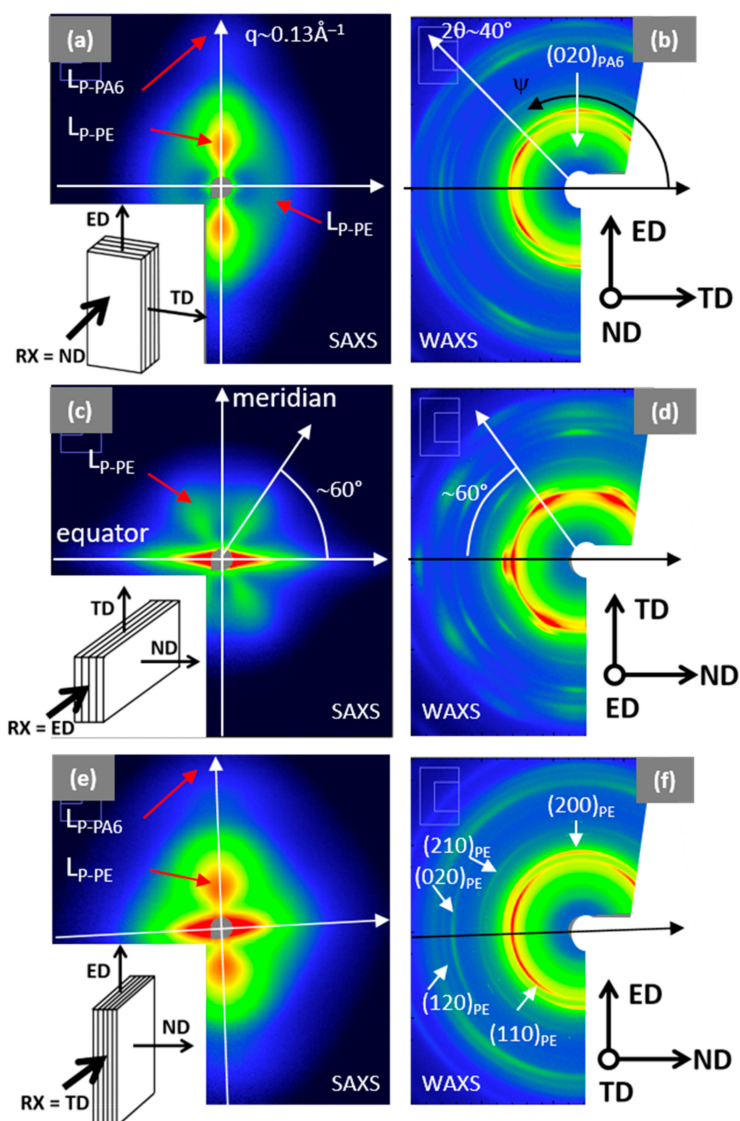 (a)
q~0.13Å⁻¹
L_P-PA6
L_P-PE
L_P-PE
ED
TD
RX = ND
SAXS
(b)
2θ~40°
(020)_PA6
Ψ
ED
TD
ND
WAXS
(c)
meridian
L_P-PE
~60°
equator
TD
ND
RX = ED
SAXS
(d)
~60°
TD
ND
ED
WAXS
(e)
L_P-PA6
L_P-PE
ED
ND
RX = TD
SAXS
(f)
(200)_PE
(210)_PE
(020)_PE
(120)_PE
(110)_PE
ED
ND
TD
WAXS